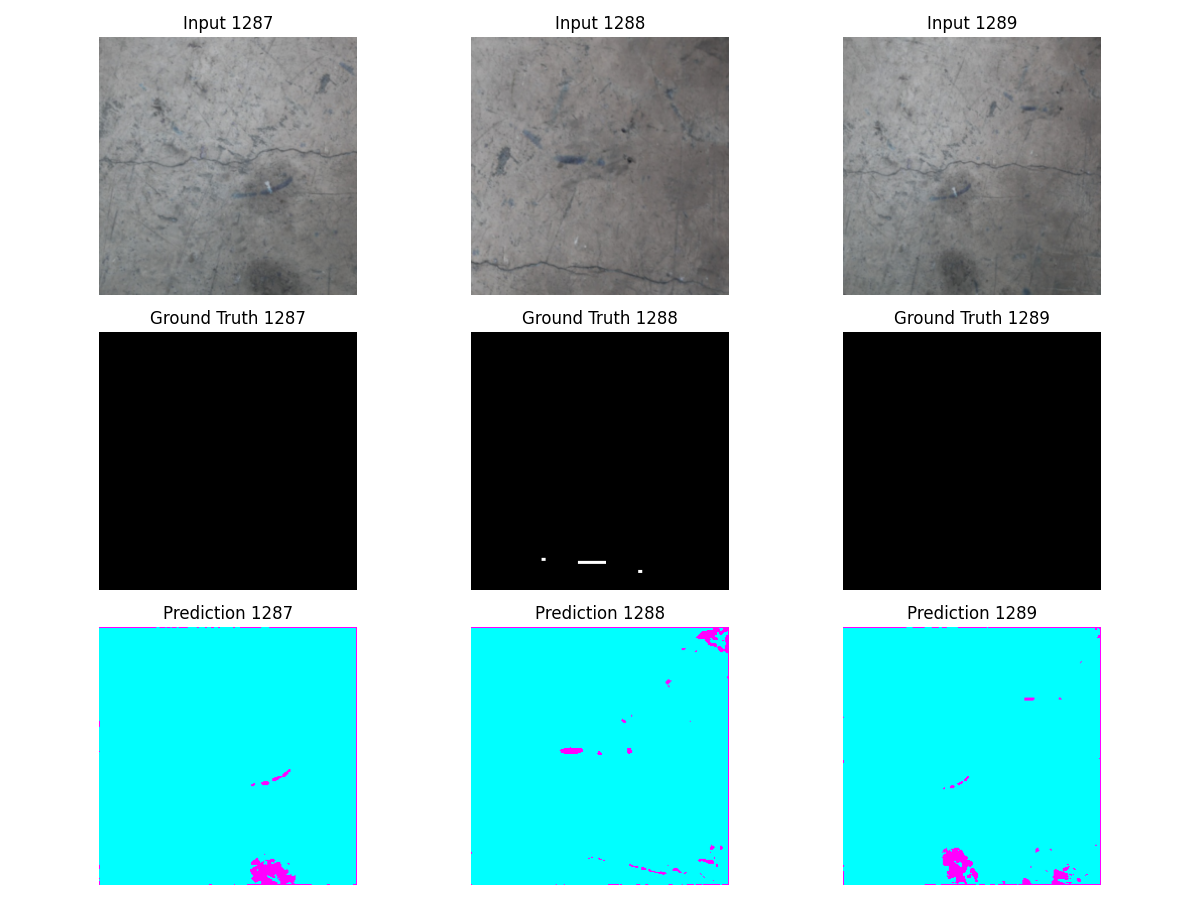 Input 1287
Input 1288
Input 1289
Ground Truth 1287
Ground Truth 1288
Ground Truth 1289
Prediction 1287
Prediction 1288
Prediction 1289